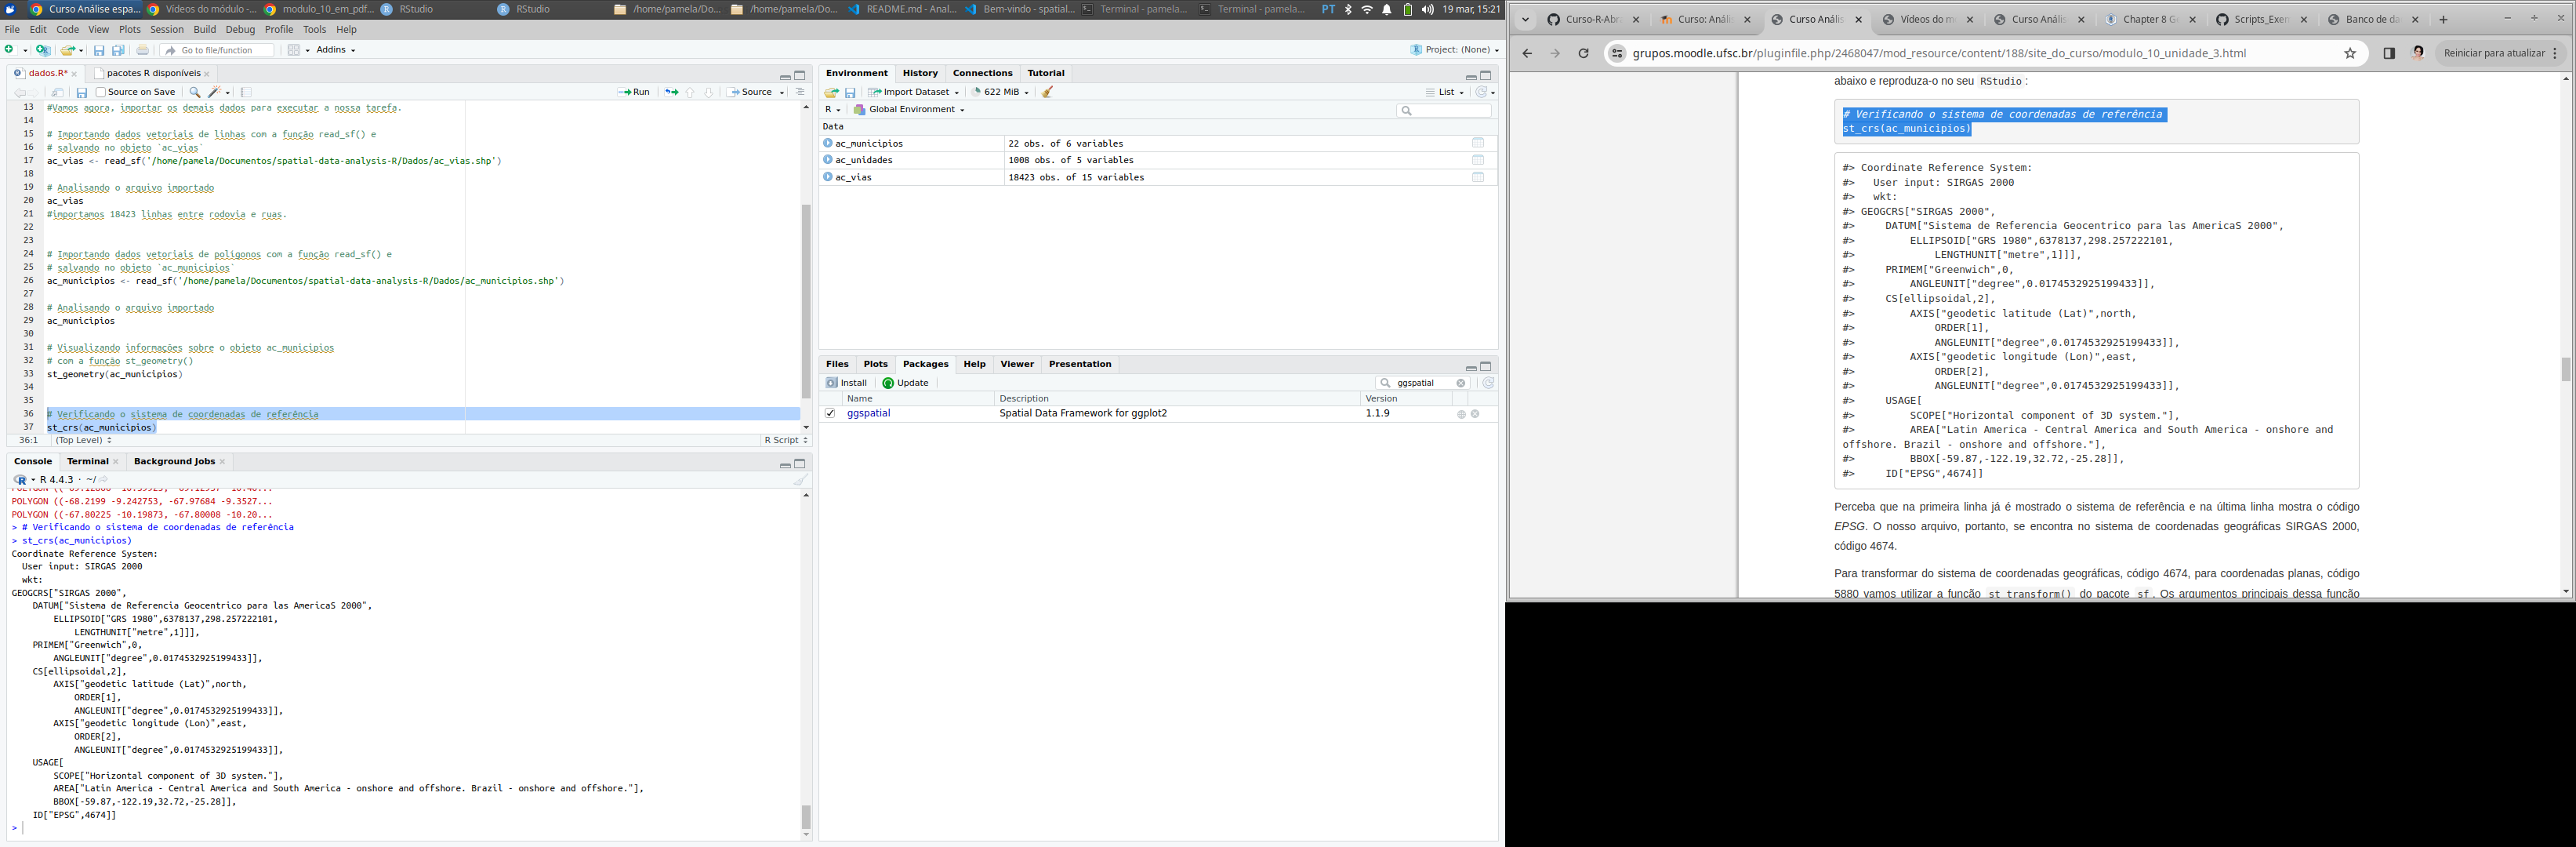 Curso Análise espa...
Vídeos do módulo -...
modulo_10_em_pdf...
RStudio
RStudio
/home/pamela/Do...
/home/pamela/Do...
README.md - Anal...
Bem-vindo - spatial...
Terminal - pamela...
Terminal - pamela...
PT
19 mar, 15:21
File Edit Code View Plots Session Build Debug Profile Tools Help
Go to file/function
Addins
Project: (None)
dados.R*
pacotes R disponíveis
Source on Save
Run
Source
13 #Vamos agora, importar os demais dados para executar a nossa tarefa.
14
15 # Importando dados vetoriais de linhas com a função read_sf() e
16 # salvando no objeto `ac_vias`
17 ac_vias <- read_sf('/home/pamela/Documentos/spatial-data-analysis-R/Dados/ac_vias.shp')
18
19 # Analisando o arquivo importado
20 ac_vias
21 #importamos 18423 linhas entre rodovia e ruas.
22
23
24 # Importando dados vetoriais de poligonos com a função read_sf() e
25 # salvando no objeto `ac_municipios`
26 ac_municipios <- read_sf('/home/pamela/Documentos/spatial-data-analysis-R/Dados/ac_municipios.shp')
27
28 # Analisando o arquivo importado
29 ac_municipios
30
31 # Visualizando informações sobre o objeto ac_municipios
32 # com a função st_geometry()
33 st_geometry(ac_municipios)
34
35
36 # Verificando o sistema de coordenadas de referência
37 st_crs(ac_municipios)
36:1 (Top Level) R Script
Console Terminal Background Jobs
R 4.4.3 · ~/
POLYGON ((-68.2199 -9.242753, -67.97684 -9.3527...
POLYGON ((-67.80225 -10.19873, -67.80008 -10.20...
> # Verificando o sistema de coordenadas de referência
> st_crs(ac_municipios)
Coordinate Reference System:
User input: SIRGAS 2000
wkt:
GEOGCRS["SIRGAS 2000",
DATUM["Sistema de Referencia Geocentrico para las AmericaS 2000",
ELLIPSOID["GRS 1980",6378137,298.257222101,
LENGTHUNIT["metre",1]]],
PRIMEM["Greenwich",0,
ANGLEUNIT["degree",0.0174532925199433]],
CS[ellipsoidal,2],
AXIS["geodetic latitude (Lat)",north,
ORDER[1],
ANGLEUNIT["degree",0.0174532925199433]],
AXIS["geodetic longitude (Lon)",east,
ORDER[2],
ANGLEUNIT["degree",0.0174532925199433]],
USAGE[
SCOPE["Horizontal component of 3D system."],
AREA["Latin America - Central America and South America - onshore and offshore. Brazil - onshore and offshore."],
BBOX[-59.87,-122.19,32.72,-25.28]],
ID["EPSG",4674]]
>
Environment History Connections Tutorial
Import Dataset 622 MiB List
R Global Environment
Data
ac_municipios 22 obs. of 6 variables
ac_unidades 1008 obs. of 5 variables
ac_vias 18423 obs. of 15 variables
Files Plots Packages Help Viewer Presentation
Install Update ggspatial
Name Description Version
ggspatial Spatial Data Framework for ggplot2 1.1.9
Curso-R-Abra
Curso: Anális
Curso Anális
Vídeos do m
Curso Anális
Chapter 8 Ge
Scripts_Exer
Banco de da
grupos.moodle.ufsc.br/pluginfile.php/2468047/mod_resource/content/188/site_do_curso/modulo_10_unidade_3.html
Reiniciar para atualizar
abaixo e reproduza-o no seu RStudio :
# Verificando o sistema de coordenadas de referência
st_crs(ac_municipios)
#> Coordinate Reference System:
#> User input: SIRGAS 2000
#> wkt:
#> GEOGCRS["SIRGAS 2000",
#> DATUM["Sistema de Referencia Geocentrico para las AmericaS 2000",
#> ELLIPSOID["GRS 1980",6378137,298.257222101,
#> LENGTHUNIT["metre",1]]],
#> PRIMEM["Greenwich",0,
#> ANGLEUNIT["degree",0.0174532925199433]],
#> CS[ellipsoidal,2],
#> AXIS["geodetic latitude (Lat)",north,
#> ORDER[1],
#> ANGLEUNIT["degree",0.0174532925199433]],
#> AXIS["geodetic longitude (Lon)",east,
#> ORDER[2],
#> ANGLEUNIT["degree",0.0174532925199433]],
#> USAGE[
#> SCOPE["Horizontal component of 3D system."],
#> AREA["Latin America - Central America and South America - onshore and
offshore. Brazil - onshore and offshore."],
#> BBOX[-59.87,-122.19,32.72,-25.28]],
#> ID["EPSG",4674]]
Perceba que na primeira linha já é mostrado o sistema de referência e na última linha mostra o código
EPSG. O nosso arquivo, portanto, se encontra no sistema de coordenadas geográficas SIRGAS 2000,
código 4674.
Para transformar do sistema de coordenadas geográficas, código 4674, para coordenadas planas, código
5880 vamos utilizar a função st_transform() do pacote sf. Os argumentos principais dessa função